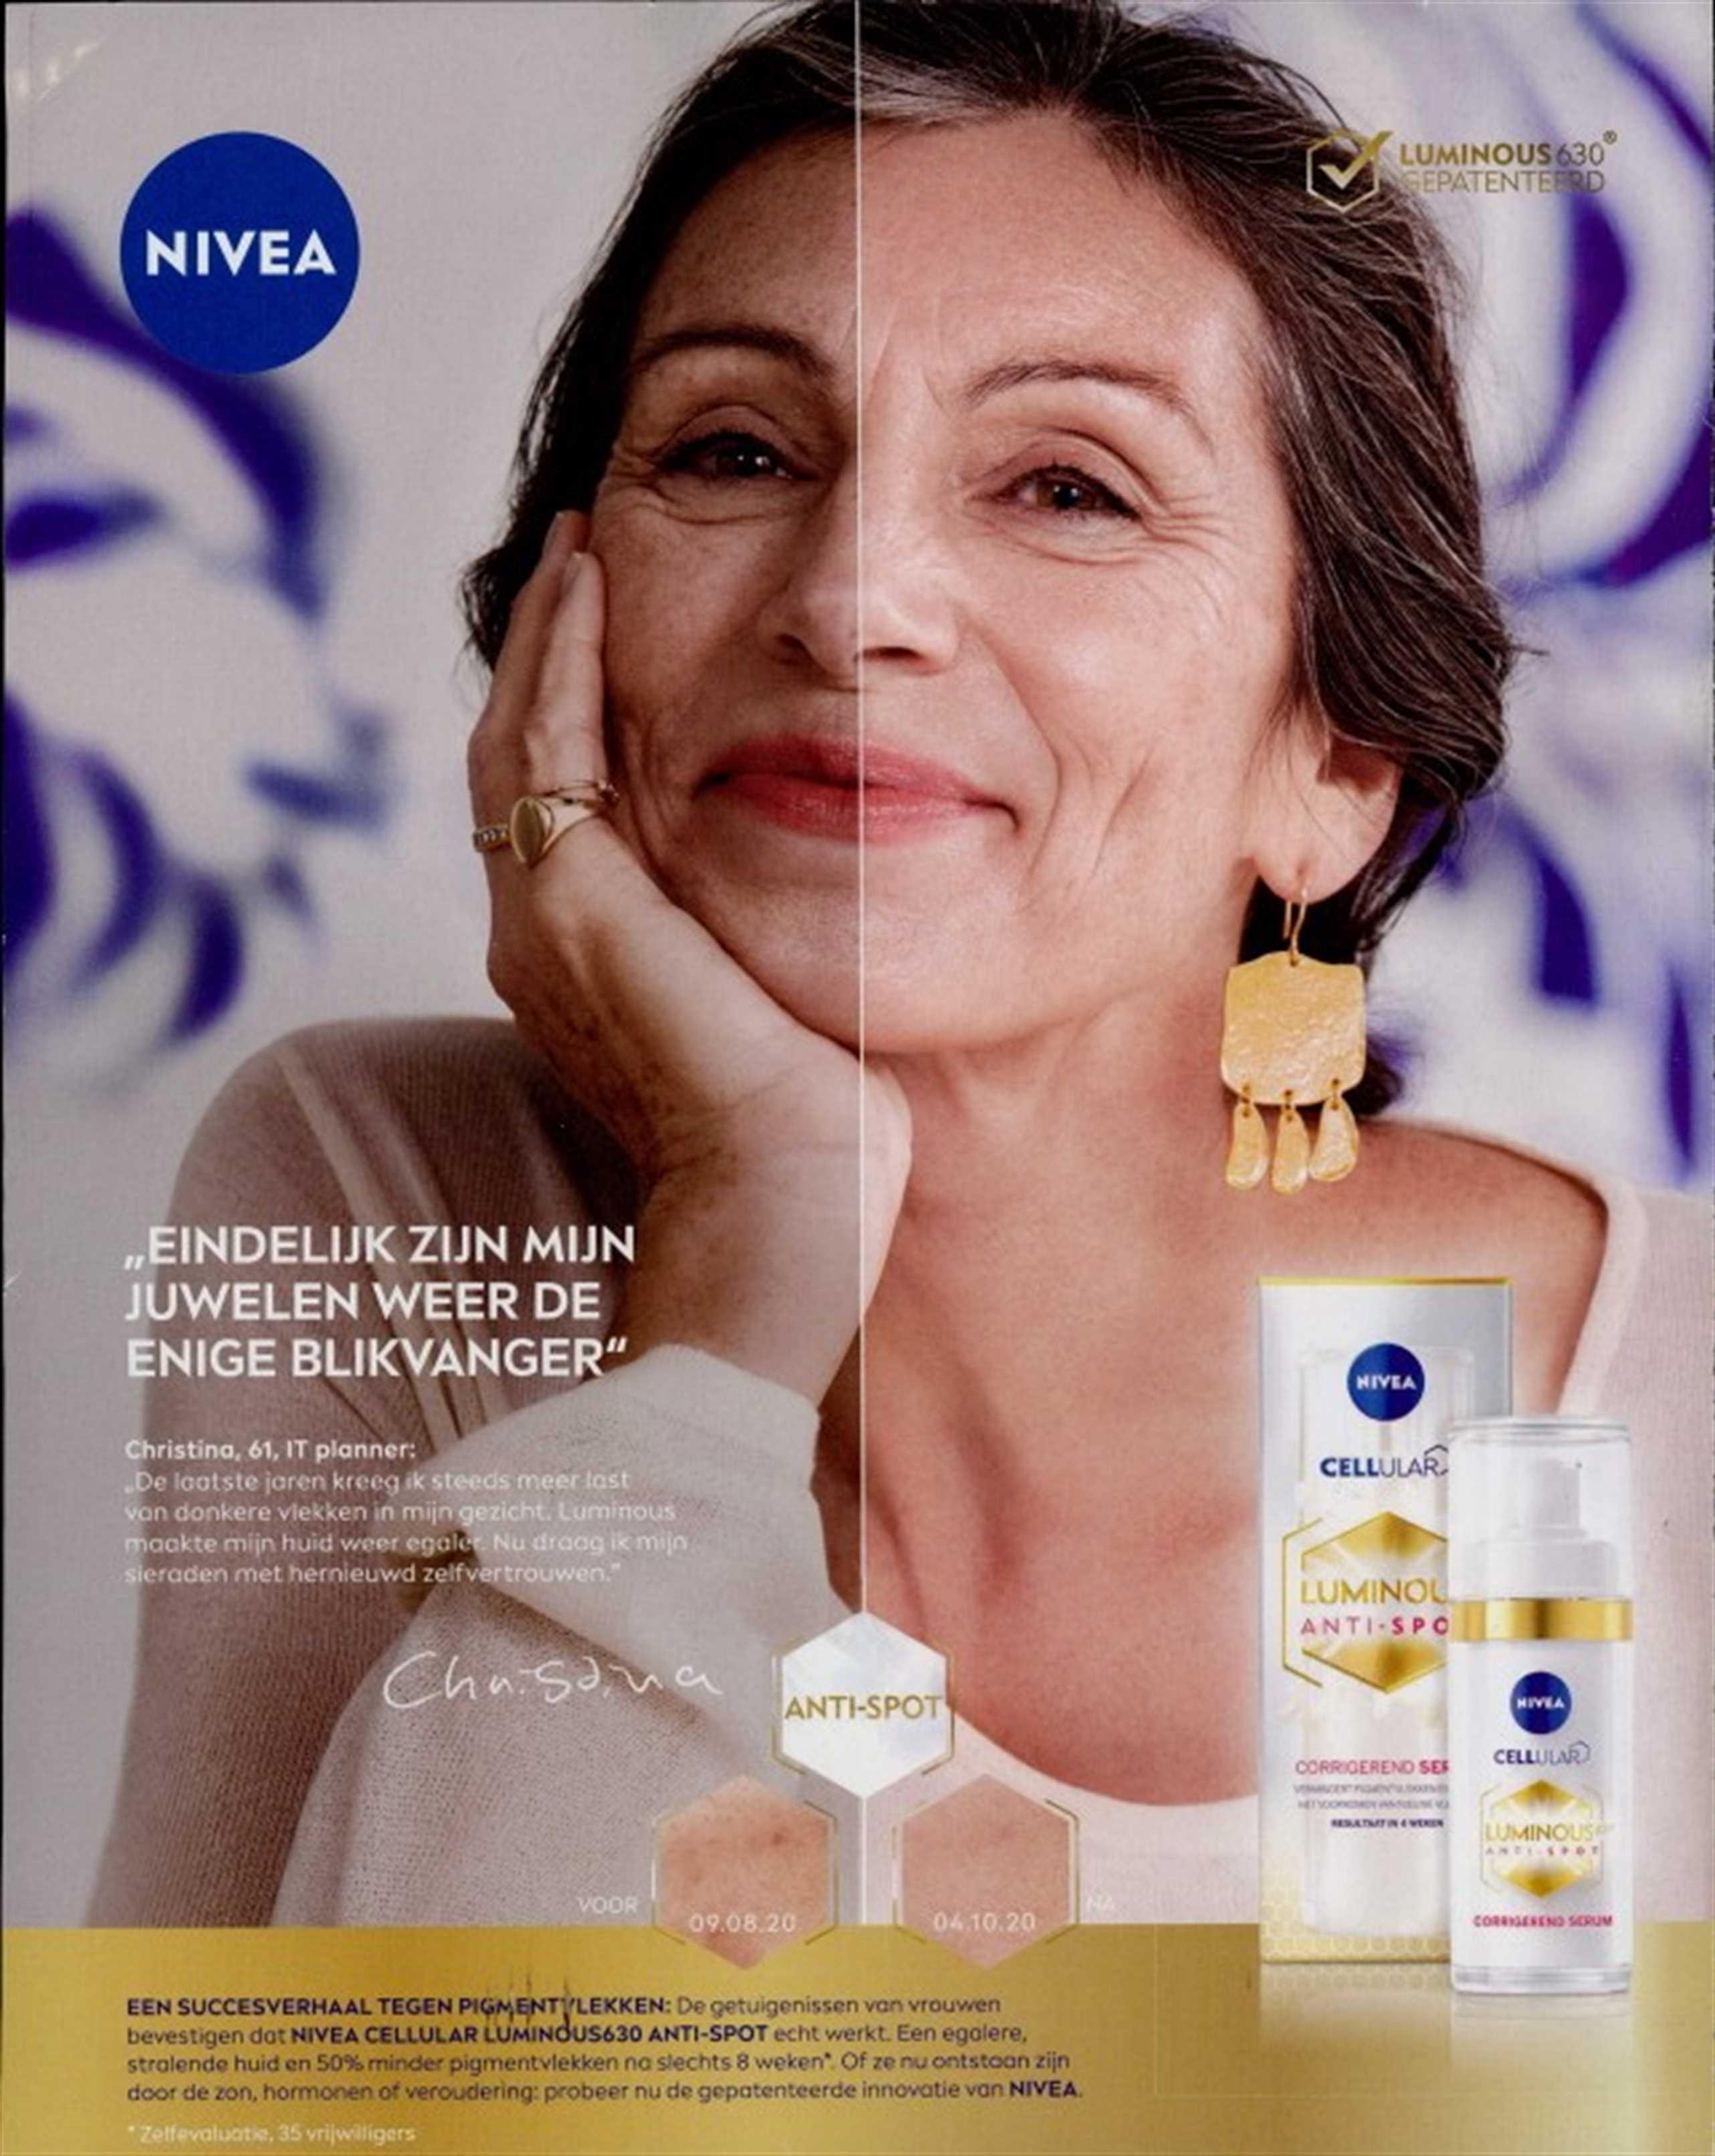 NIVEA
LUMINOUS630®
GEPATENTEERD
„EINDELIJK ZIJN MIJN
JUWELEN WEER DE
ENIGE BLIKVANGER“
Christina, 61, IT planner:
„De laatste jaren kreeg ik steeds meer last
van donkere vlekken in mijn gezicht. Luminous
maakte mijn huid weer egaler. Nu draag ik mijn
sieraden met hernieuwd zelfvertrouwen.”
Christina
ANTI-SPOT
VOOR
09.08.20
04.10.20
NA
NIVEA
CELLULAR
LUMINOU
ANTI-SPO
CORRIGEREND SER
RESULTAAT IN 4 WEKEN
NIVEA
CELLULAR
LUMINOUS
ANTI-SPOT
CORRIGEREND SERUM
EEN SUCCESVERHAAL TEGEN PIGMENTVLEKKEN: De getuigenissen van vrouwen
bevestigen dat NIVEA CELLULAR LUMINOUS630 ANTI-SPOT echt werkt. Een egalere,
stralende huid en 50% minder pigmentvlekken na slechts 8 weken*. Of ze nu ontstaan zijn
door de zon, hormonen of veroudering: probeer nu de gepatenteerde innovatie van NIVEA.
* Zelfevaluatie, 35 vrijwilligers